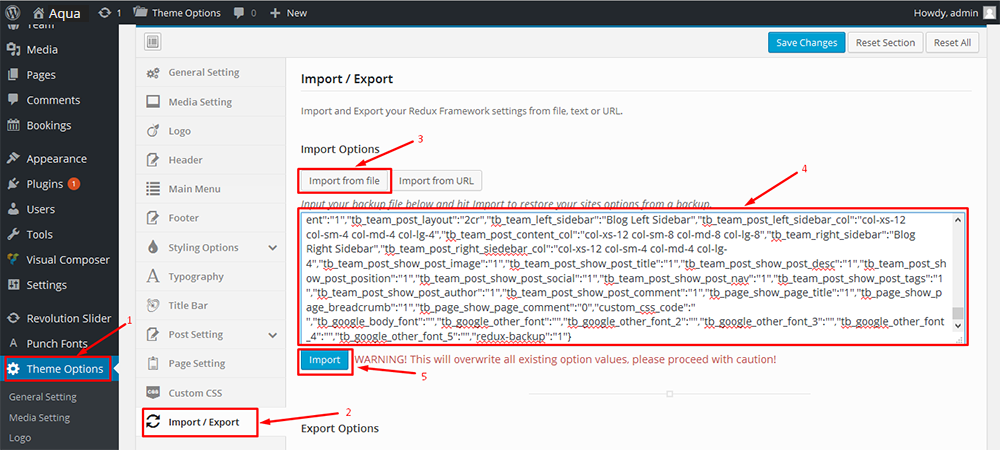 Aqua
1
Theme Options
0
New
Howdy, admin
Team
Media
Pages
Comments
Bookings
Appearance
Plugins 1
Users
Tools
Visual Composer
Settings
Revolution Slider
Punch Fonts
1
Theme Options
General Setting
Media Setting
Logo
Save Changes
Reset Section
Reset All
General Setting
Media Setting
Logo
Header
Main Menu
Footer
Styling Options
Typography
Title Bar
Post Setting
Page Setting
CSS
Custom CSS
Import / Export
2
Import / Export
Import and Export your Redux Framework settings from file, text or URL.
Import Options
3
Import from file
Import from URL
4
Input your backup file below and hit Import to restore your sites options from a backup.
ent":"1","tb_team_post_layout":"2cr","tb_team_left_sidebar":"Blog Left Sidebar","tb_team_post_left_sidebar_col":"col-xs-12
col-sm-4 col-md-4 col-lg-4","tb_team_post_content_col":"col-xs-12 col-sm-8 col-md-8 col-lg-8","tb_team_right_sidebar":"Blog
Right Sidebar","tb_team_post_right_siedebar_col":"col-xs-12 col-sm-4 col-md-4 col-lg-
4","tb_team_post_show_post_image":"1","tb_team_post_show_post_title":"1","tb_team_post_show_post_desc":"1","tb_team_post_sh
ow_post_position":"1","tb_team_post_show_post_social":"1","tb_team_post_show_post_nav":"1","tb_team_post_show_post_tags":"1
","tb_team_post_show_post_author":"1","tb_team_post_show_post_comment":"1","tb_page_show_page_title":"1","tb_page_show_p
age_breadcrumb":"1","tb_page_show_page_comment":"0","custom_css_code":"
","tb_google_body_font":"","tb_google_other_font":"","tb_google_other_font_2":"","tb_google_other_font_3":"","tb_google_other_font
_4":"","tb_google_other_font_5":"","redux-backup":"1"}
Import
WARNING! This will overwrite all existing option values, please proceed with caution!
5
Export Options